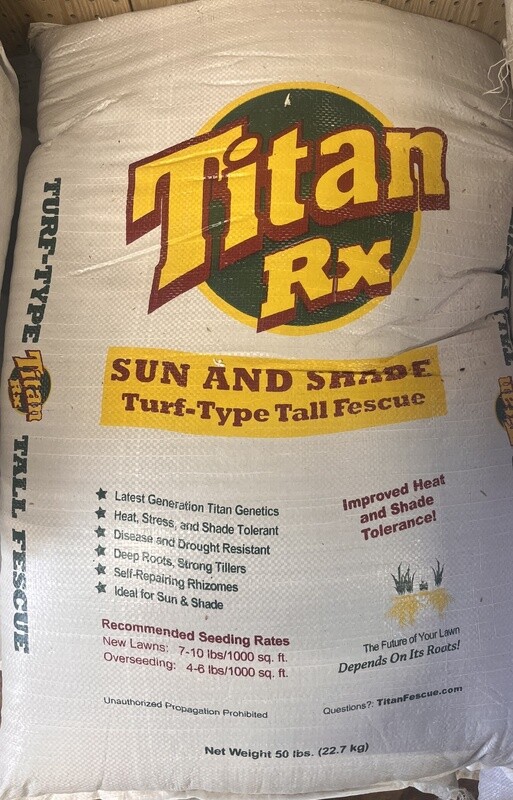 Titan
Rx
SUN AND SHADE
Turf-Type Tall Fescue
TURF-TYPE
Titan
Rx
TALL FESCUE
Latest Generation Titan Genetics
Heat, Stress, and Shade Tolerant
Disease and Drought Resistant
Deep Roots, Strong Tillers
Self-Repairing Rhizomes
Ideal for Sun & Shade
Improved Heat
and Shade
Tolerance!
Recommended Seeding Rates
New Lawns: 7-10 lbs/1000 sq. ft.
Overseeding: 4-6 lbs/1000 sq. ft.
The Future of Your Lawn
Depends On Its Roots!
Unauthorized Propagation Prohibited
Questions?: TitanFescue.com
Net Weight 50 lbs. (22.7 kg)